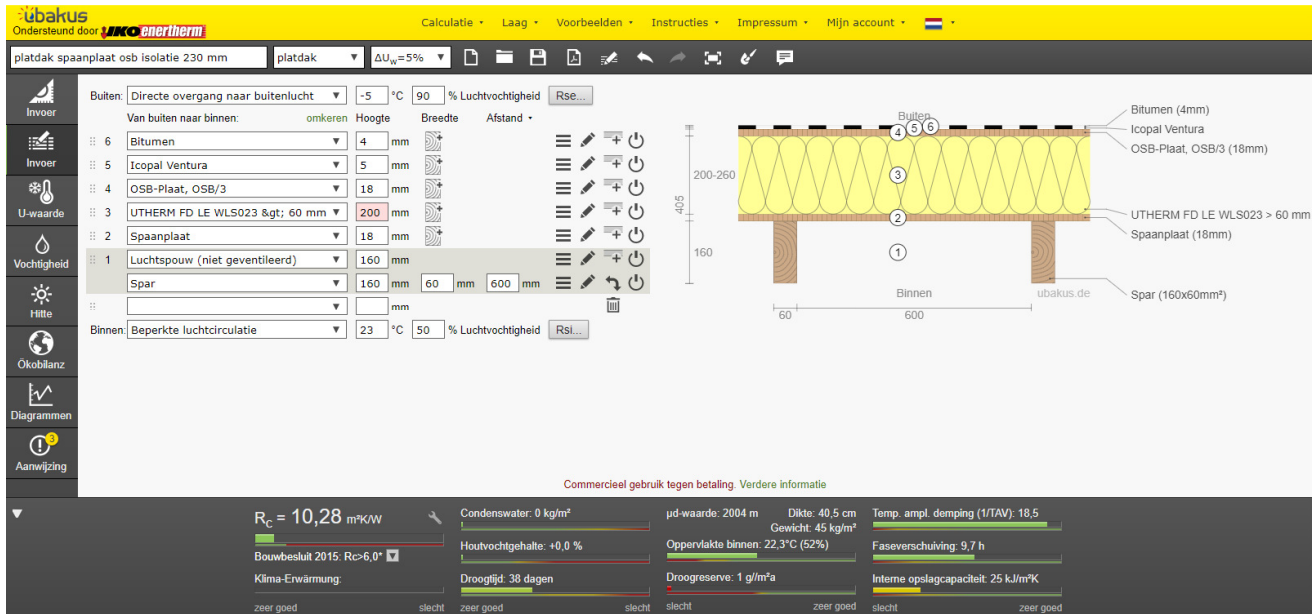 übakus
Ondersteund door IKO enertherm
Calculatie Laag Voorbeelden Instructies Impressum Mijn account
platdak spaanplaat osb isolatie 230 mm platdak ΔUw=5%
Invoer
Invoer
U-waarde
Vochtigheid
Hitte
Ökobilanz
Diagrammen
3
Aanwijzing
Buiten: Directe overgang naar buitenlucht -5 °C 90 % Luchtvochtigheid Rse...
Van buiten naar binnen: omkeren Hoogte Breedte Afstand
6 Bitumen 4 mm
5 Icopal Ventura 5 mm
4 OSB-Plaat, OSB/3 18 mm
3 UTHERM FD LE WLS023 &gt; 60 mm 200 mm
2 Spaanplaat 18 mm
1 Luchtspouw (niet geventileerd) 160 mm
Spar 160 mm 60 mm 600 mm
mm
Binnen: Beperkte luchtcirculatie 23 °C 50 % Luchtvochtigheid Rsi...
Buiten
4 5 6
3
2
1
200-260
405
160
Binnen
ubakus.de
60 600
Bitumen (4mm)
Icopal Ventura
OSB-Plaat, OSB/3 (18mm)
UTHERM FD LE WLS023 > 60 mm
Spaanplaat (18mm)
Spar (160x60mm²)
Commercieel gebruik tegen betaling. Verdere informatie
RC = 10,28 m²K/W
Bouwbesluit 2015: Rc>6,0*
Klima-Erwärmung:
zeer goed slecht
Condenswater: 0 kg/m²
Houtvochtgehalte: +0,0 %
Droogtijd: 38 dagen
zeer goed slecht
μd-waarde: 2004 m Dikte: 40,5 cm
Gewicht: 45 kg/m²
Oppervlakte binnen: 22,3°C (52%)
Droogreserve: 1 g//m²a
slecht zeer goed
Temp. ampl. demping (1/TAV): 18,5
Faseverschuiving: 9,7 h
Interne opslagcapaciteit: 25 kJ/m²K
slecht zeer goed